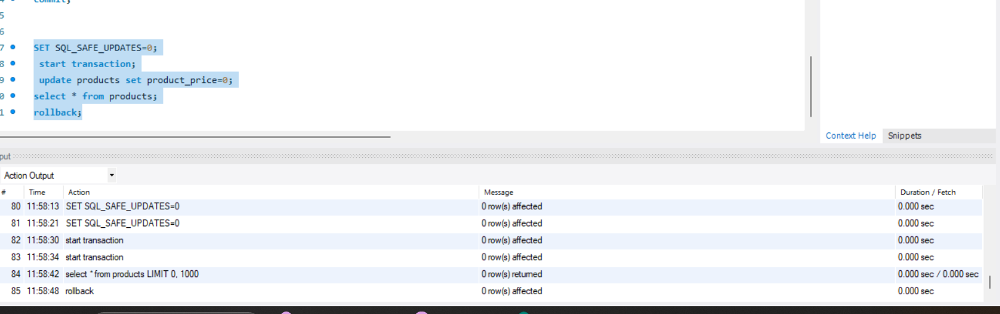 commit;
5
6
7 SET SQL_SAFE_UPDATES=0;
8 start transaction;
9 update products set product_price=0;
0 select * from products;
1 rollback;
Context Help Snippets
put
Action Output
# Time Action Message Duration / Fetch
80 11:58:13 SET SQL_SAFE_UPDATES=0 0 row(s) affected 0.000 sec
81 11:58:21 SET SQL_SAFE_UPDATES=0 0 row(s) affected 0.000 sec
82 11:58:30 start transaction 0 row(s) affected 0.000 sec
83 11:58:34 start transaction 0 row(s) affected 0.000 sec
84 11:58:42 select * from products LIMIT 0, 1000 0 row(s) returned 0.000 sec / 0.000 sec
85 11:58:48 rollback 0 row(s) affected 0.000 sec